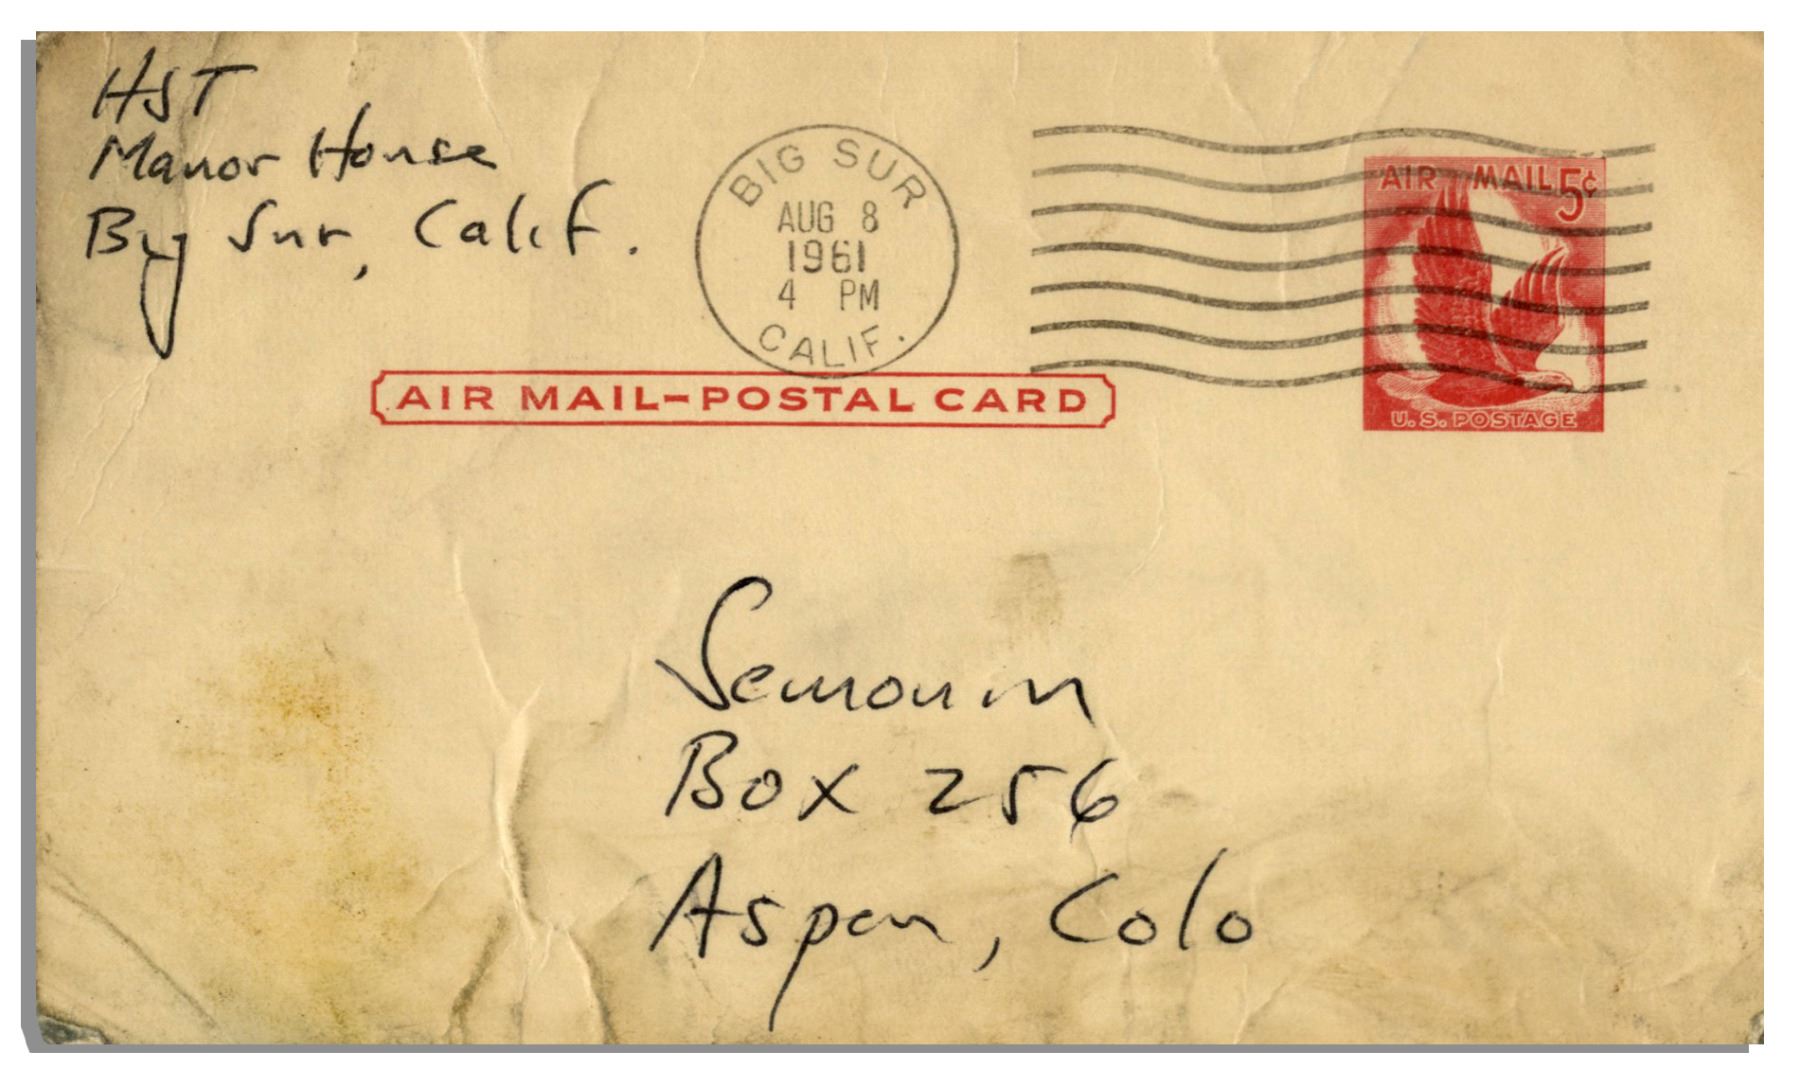 HST
Manor House
Big Sur, Calif.
BIG SUR
AUG 8
1961
4 PM
CALIF.
AIR MAIL 5¢
U.S. POSTAGE
AIR MAIL-POSTAL CARD
Semonin
Box 256
Aspen, Colo